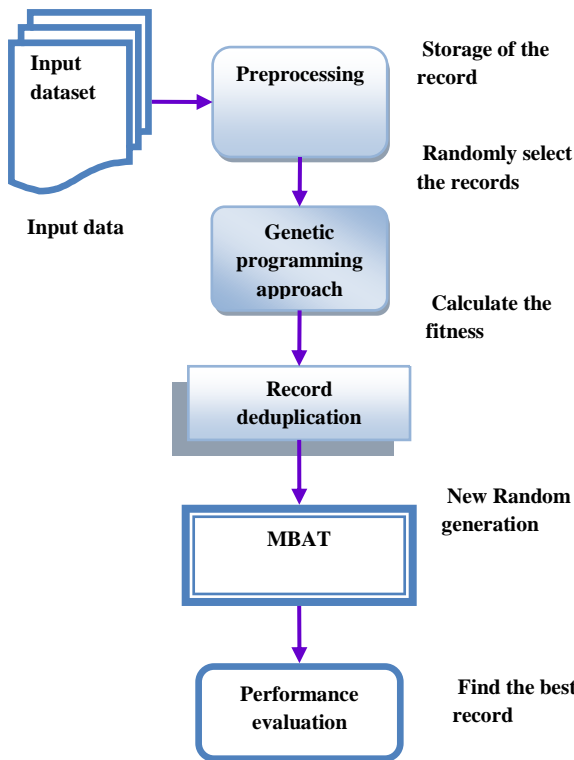 Input
dataset
Preprocessing
Storage of the
record
Randomly select
the records
Input data
Genetic
programming
approach
Calculate the
fitness
Record
deduplication
New Random
generation
MBAT
Performance
evaluation
Find the best
record